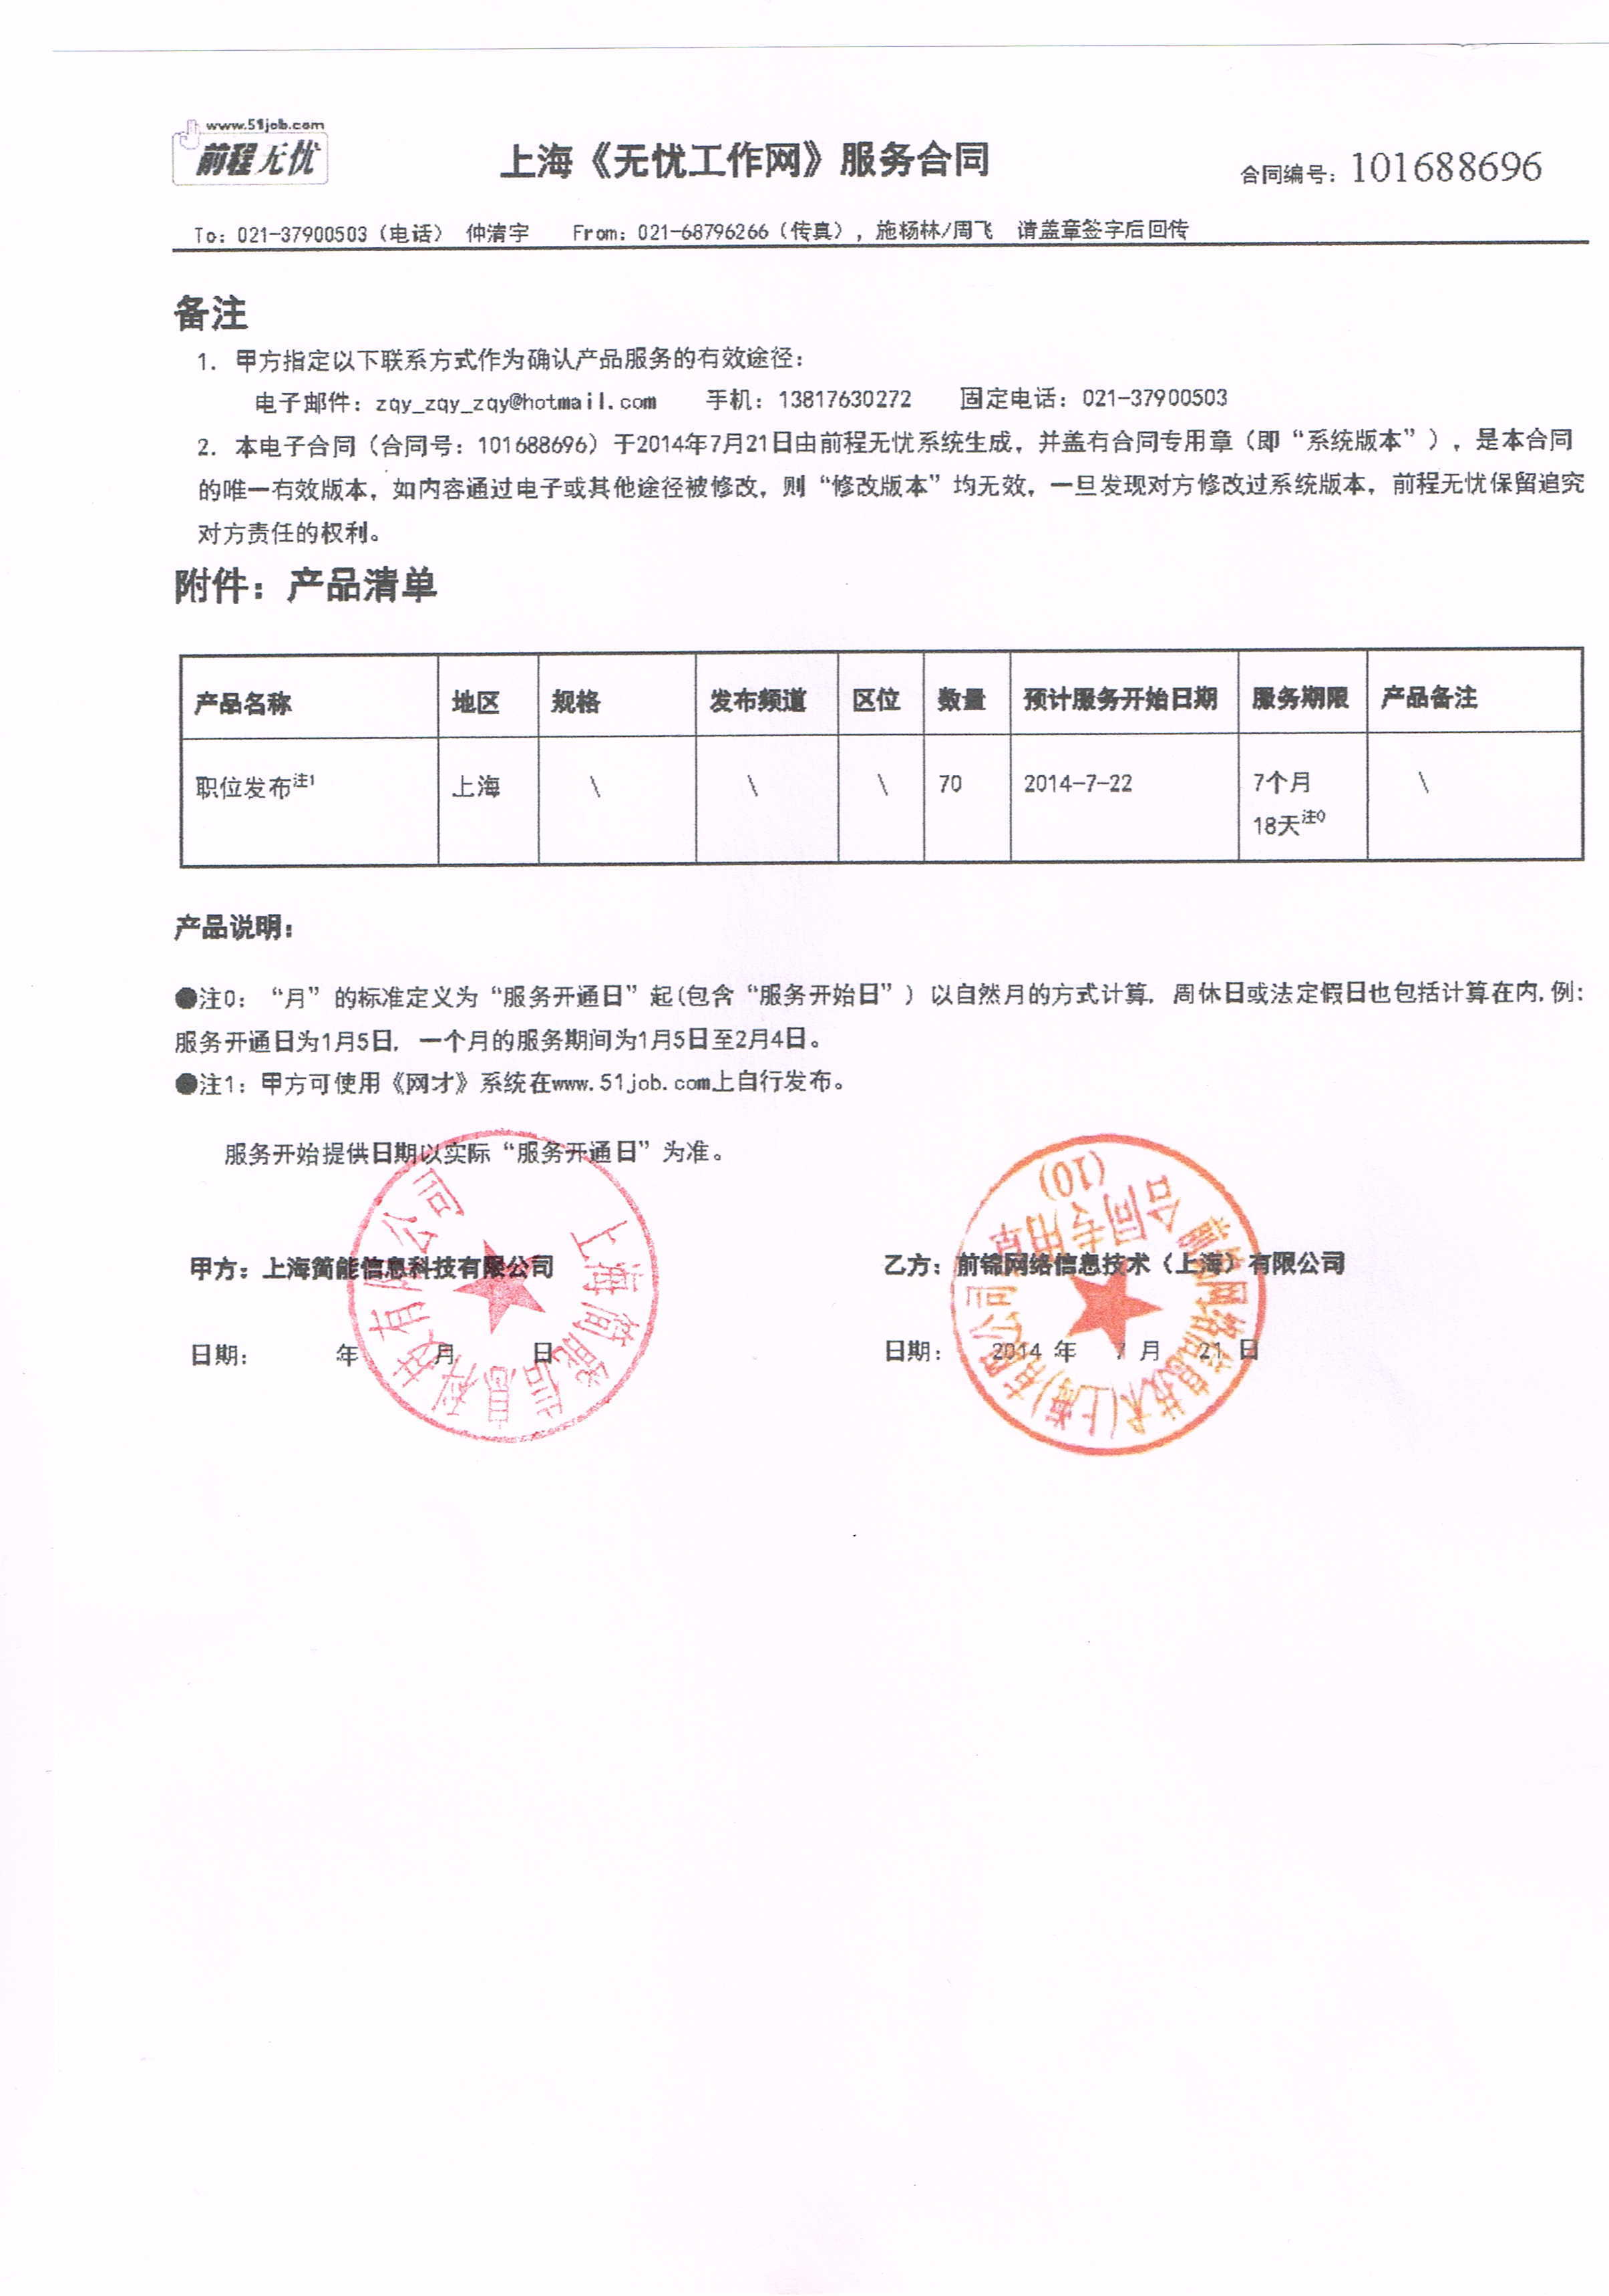 www.51job.com
前程无忧
上海《无忧工作网》服务合同
合同编号：101688696
To：021-37900503（电话） 仲清宇 From：021-68796266（传真），施杨林/周飞 请盖章签字后回传
备注
1. 甲方指定以下联系方式作为确认产品服务的有效途径：
电子邮件：zqy_zqy_zqy@hotmail.com 手机：13817630272 固定电话：021-37900503
2. 本电子合同（合同号：101688696）于2014年7月21日由前程无忧系统生成，并盖有合同专用章（即“系统版本”），是本合同
的唯一有效版本，如内容通过电子或其他途径被修改，则“修改版本”均无效，一旦发现对方修改过系统版本，前程无忧保留追究
对方责任的权利。
附件：产品清单
产品名称 地区 规格 发布频道 区位 数量 预计服务开始日期 服务期限 产品备注
职位发布注1 上海 \ \ \ 70 2014-7-22 7个月 \
18天注0
产品说明：
●注0：“月”的标准定义为“服务开通日”起(包含“服务开始日”）以自然月的方式计算，周休日或法定假日也包括计算在内,例：
服务开通日为1月5日，一个月的服务期间为1月5日至2月4日。
●注1：甲方可使用《网才》系统在www.51job.com上自行发布。
服务开始提供日期以实际“服务开通日”为准。
甲方：上海简能信息科技有限公司 乙方：前锦网络信息技术（上海）有限公司
日期： 年 月 日 日期： 2014 年 7 月 21 日
上海简能信息科技有限公司
前锦网络信息技术(上海)有限公司
合同专用章
(10)